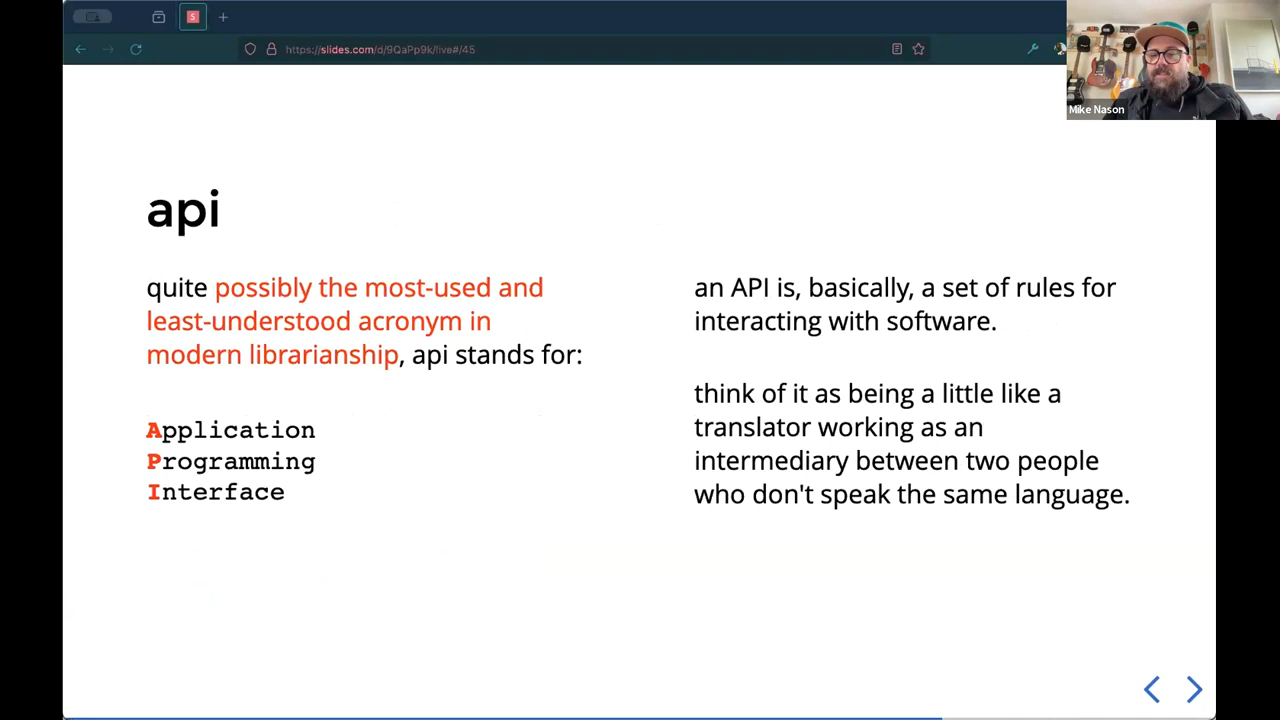 S
https://slides.com/d/9QaPp9k/live#/45
Mike Nason
api
quite possibly the most-used and
least-understood acronym in
modern librarianship, api stands for:
Application
Programming
Interface
an API is, basically, a set of rules for
interacting with software.
think of it as being a little like a
translator working as an
intermediary between two people
who don't speak the same language.